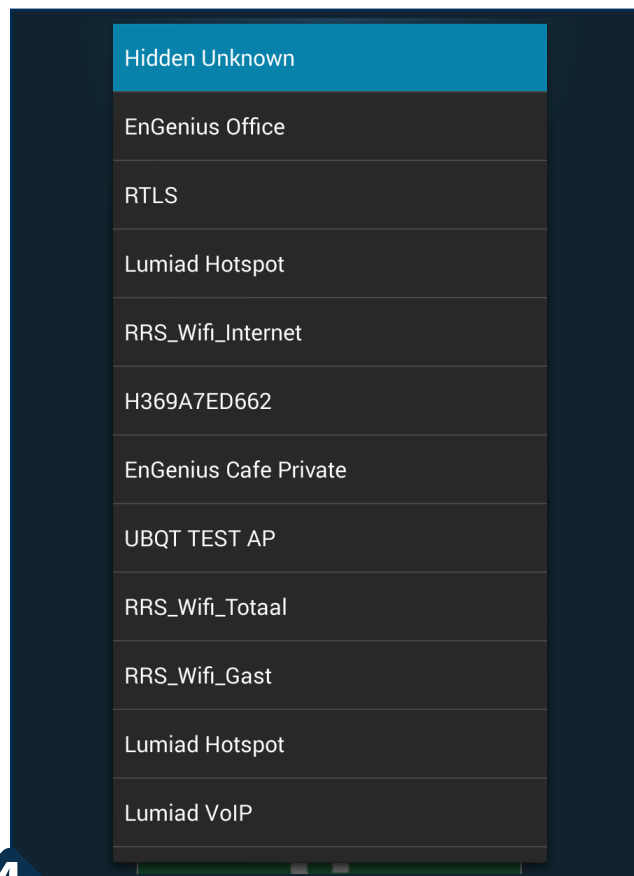 Hidden Unknown
EnGenius Office
RTLS
Lumiad Hotspot
RRS_Wifi_Internet
H369A7ED662
EnGenius Cafe Private
UBQT TEST AP
RRS_Wifi_Totaal
RRS_Wifi_Gast
Lumiad Hotspot
Lumiad VoIP
4